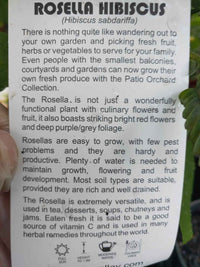 ROSELLA HIBISCUS
(Hibiscus sabdariffa)
There is nothing quite like wandering out to
your own garden and picking fresh fruit,
herbs or vegetables to serve for your family.
Even people with the smallest balconies,
courtyards and gardens can now grow their
own fresh produce with the Patio Orchard
Collection.
The Rosella is not just a wonderfully
functional plant with culinary flowers and
fruit, it also boasts striking bright red flowers
and deep purple/grey foliage.
Rosellas are easy to grow, with few pest
problems and they are hardy and
productive. Plenty of water is needed to
maintain growth, flowering and fruit
development. Most soil types are suitable,
provided they are rich and well drained.
The Rosella is extremely versatile, and is
used in tea, desserts, soups, chutneys and
jams. Eaten fresh it is said to be a good
source of vitamin C and is used in many
herbal remedies throughout the world.